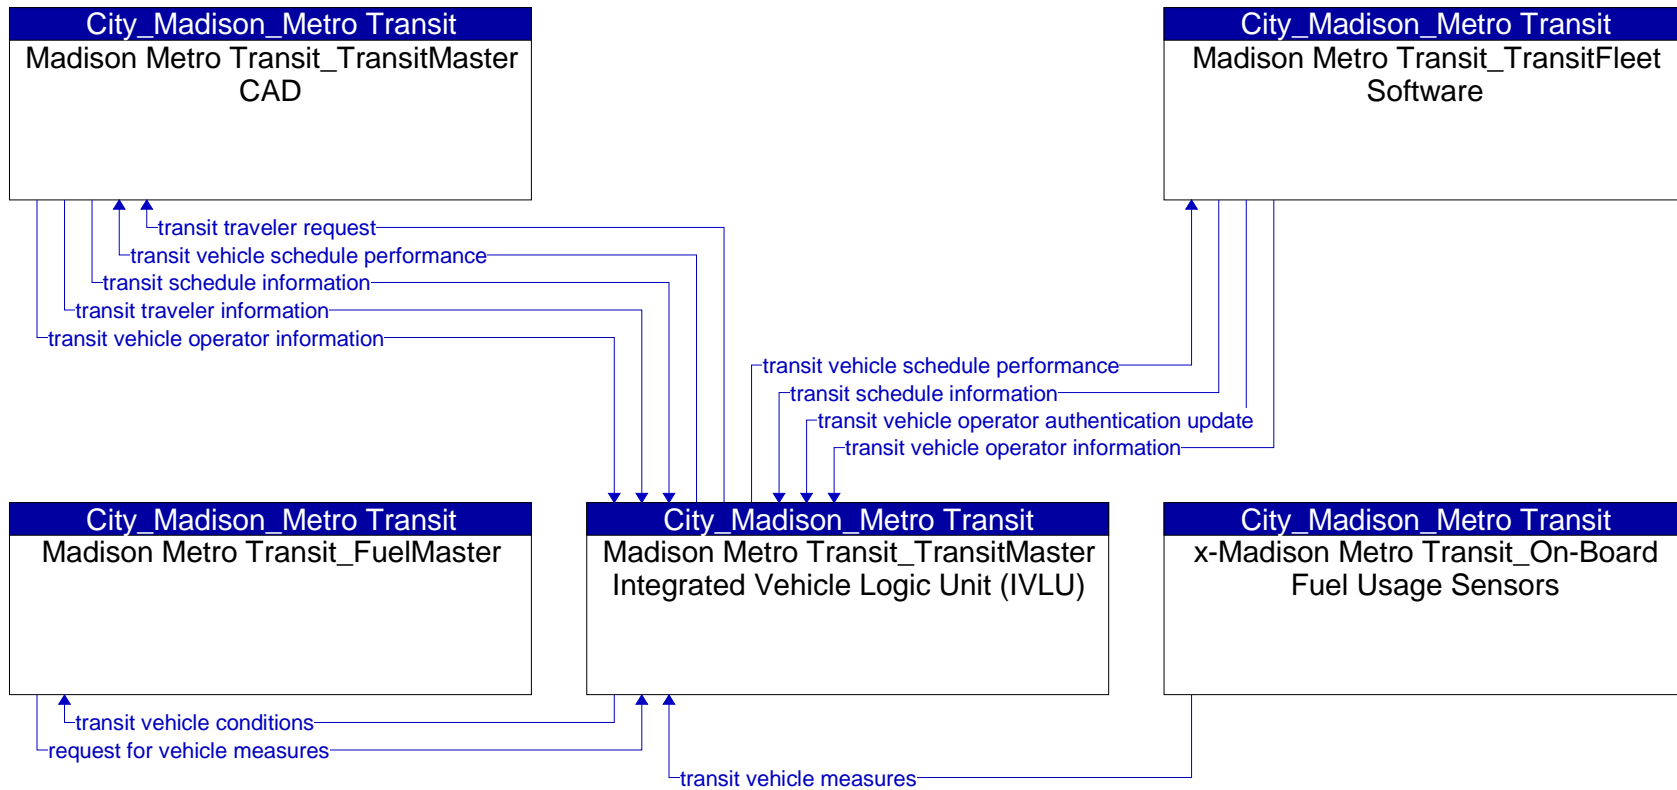 City_Madison_Metro Transit
Madison Metro Transit_TransitMaster
CAD
City_Madison_Metro Transit
Madison Metro Transit_TransitFleet
Software
transit traveler request
transit vehicle schedule performance
transit schedule information
transit traveler information
transit vehicle operator information
transit vehicle schedule performance
transit schedule information
transit vehicle operator authentication update
transit vehicle operator information
City_Madison_Metro Transit
Madison Metro Transit_FuelMaster
City_Madison_Metro Transit
Madison Metro Transit_TransitMaster
Integrated Vehicle Logic Unit (IVLU)
City_Madison_Metro Transit
x-Madison Metro Transit_On-Board
Fuel Usage Sensors
transit vehicle conditions
request for vehicle measures
transit vehicle measures